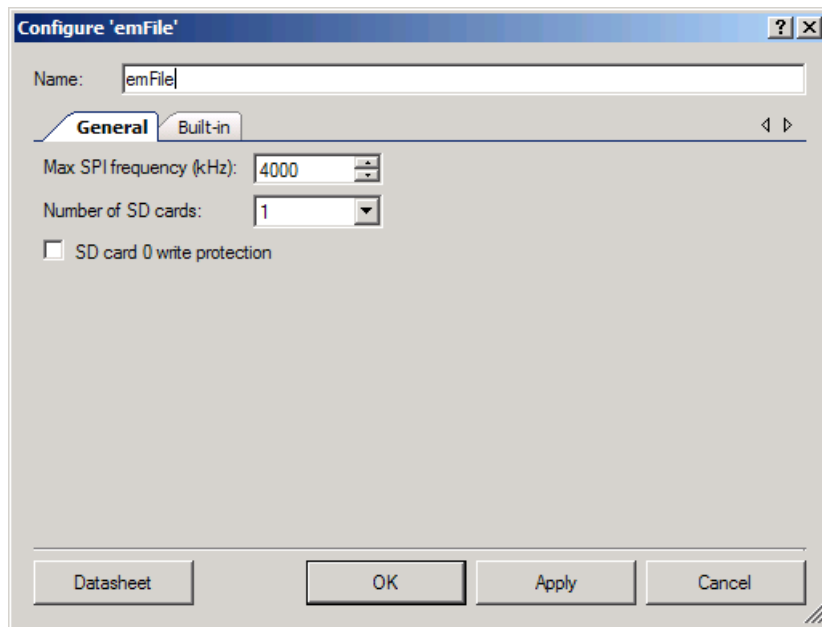 Configure 'emFile'
Name: emFile
General Built-in
Max SPI frequency (kHz): 4000
Number of SD cards: 1
SD card 0 write protection
Datasheet OK Apply Cancel